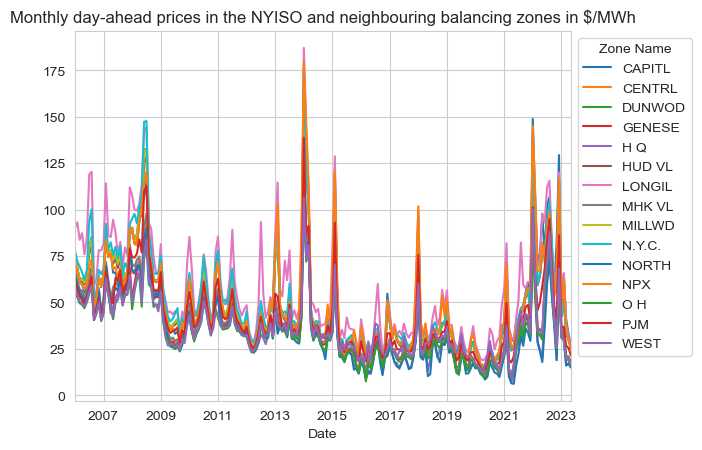 Monthly day-ahead prices in the NYISO and neighbouring balancing zones in $/MWh
175
150
125
100
75
50
25
0
2007
2009
2011
2013
2015
2017
2019
2021
2023
Date
Zone Name
CAPITL
CENTRL
DUNWOD
GENESE
H Q
HUD VL
LONGIL
MHK VL
MILLWD
N.Y.C.
NORTH
NPX
O H
PJM
WEST